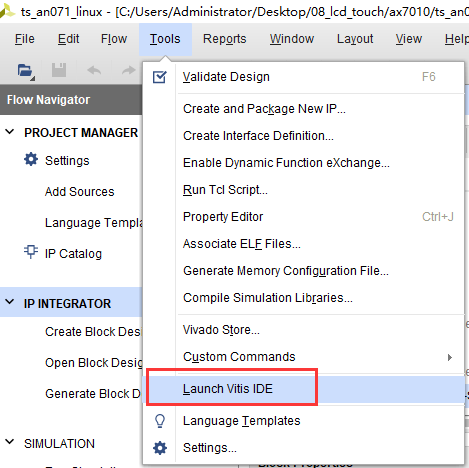 ts_an071_linux - [C:/Users/Administrator/Desktop/08_lcd_touch/ax7010/ts_an0
File Edit Flow Tools Reports Window Layout View Help
Flow Navigator
PROJECT MANAGER
Settings
Add Sources
Language Templa
IP Catalog
IP INTEGRATOR
Create Block Des
Open Block Desig
Generate Block D
SIMULATION
Validate Design F6
Create and Package New IP...
Create Interface Definition...
Enable Dynamic Function eXchange...
Run Tcl Script...
Property Editor Ctrl+J
Associate ELF Files...
Generate Memory Configuration File...
Compile Simulation Libraries...
Vivado Store...
Custom Commands
Launch Vitis IDE
Language Templates
Settings...